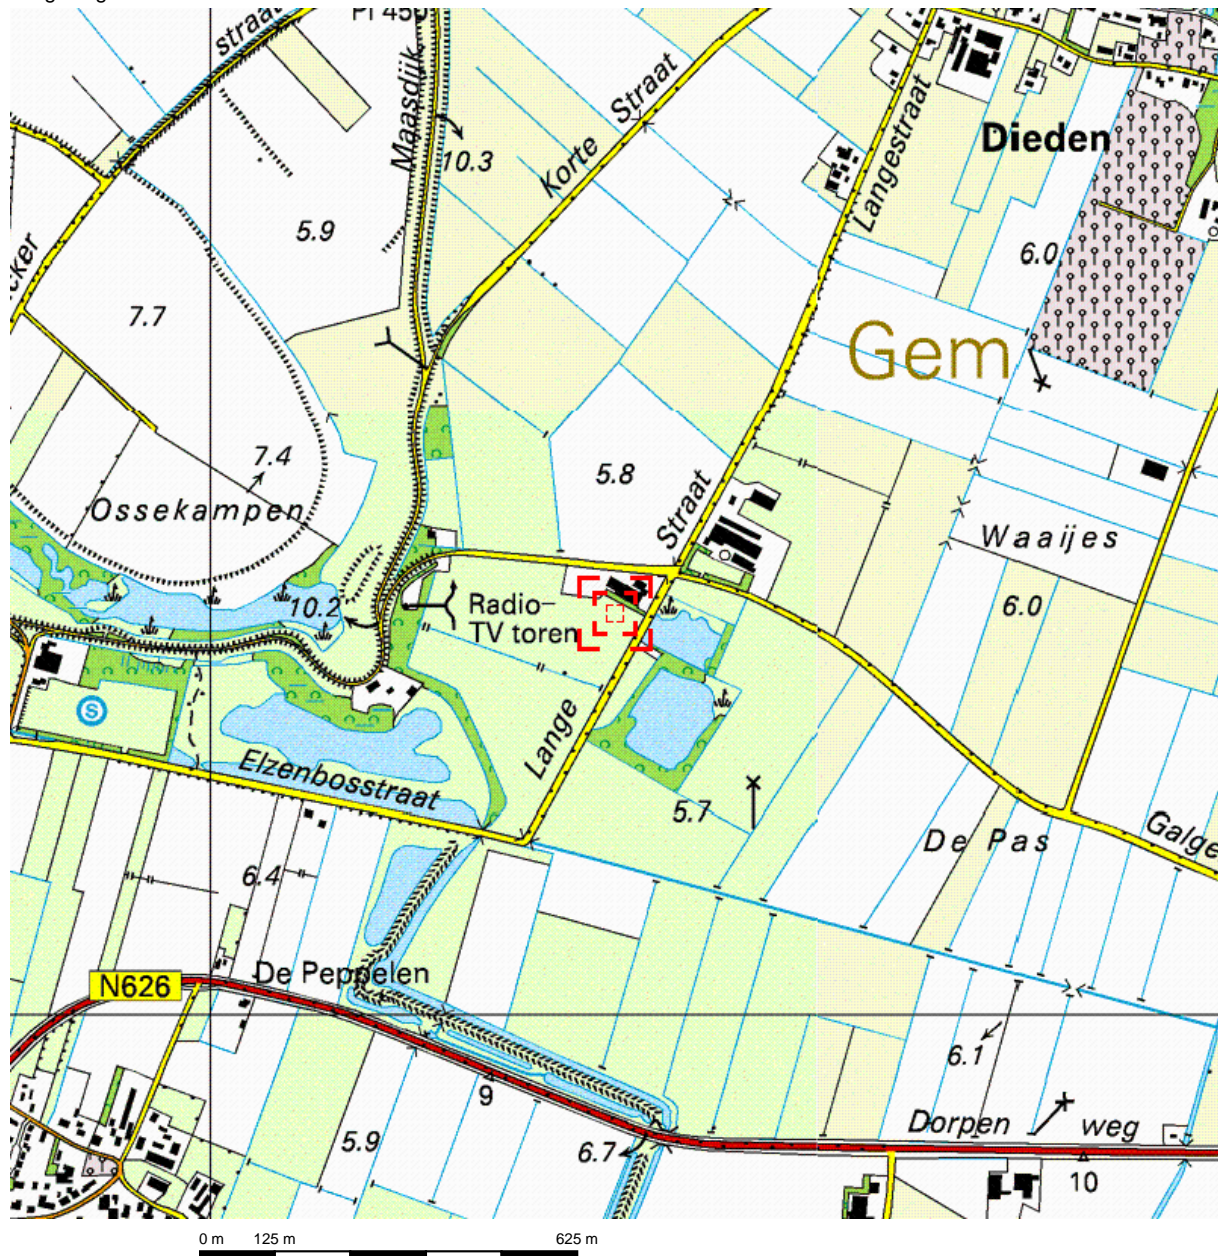 straat
Pl 45
Maasdijk
10.3
Korte Straat
Langestraat
Dieden
5.9
6.0
7.7
Gem
7.4
Ossekampen
5.8
Straat
Waaijes
6.0
10.2
Radio-
TV toren
S
Lange
Elzenbosstraat
5.7
De Pas
Galge
6.4
De Peppelen
N626
6.1
9
Dorpen weg
5.9
6.7
10
0 m 125 m 625 m